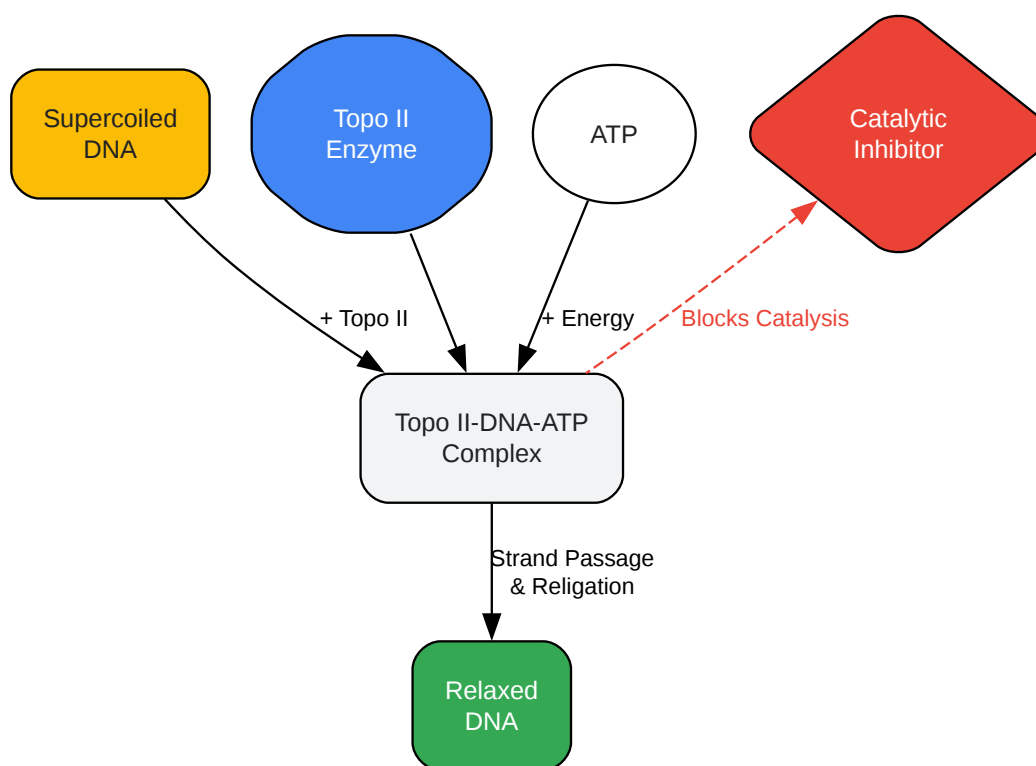 Supercoiled
DNA
Topo II
Enzyme
ATP
Catalytic
Inhibitor
+ Topo II
+ Energy
Blocks Catalysis
Topo II-DNA-ATP
Complex
Strand Passage
& Religation
Relaxed
DNA